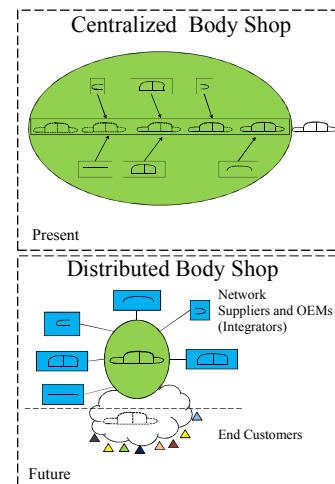 Centralized Body Shop
Present
Distributed Body Shop
Network
Suppliers and OEMs
(Integrators)
End Customers
Future